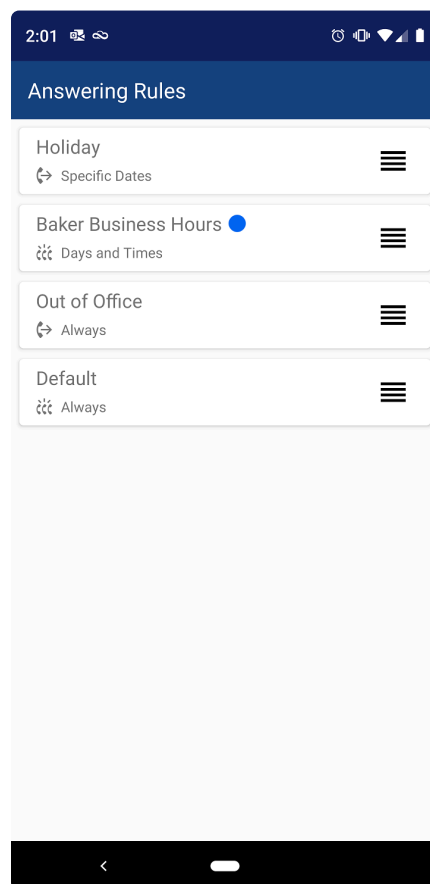 2:01
Answering Rules
Holiday
Specific Dates
Baker Business Hours
Days and Times
Out of Office
Always
Default
Always